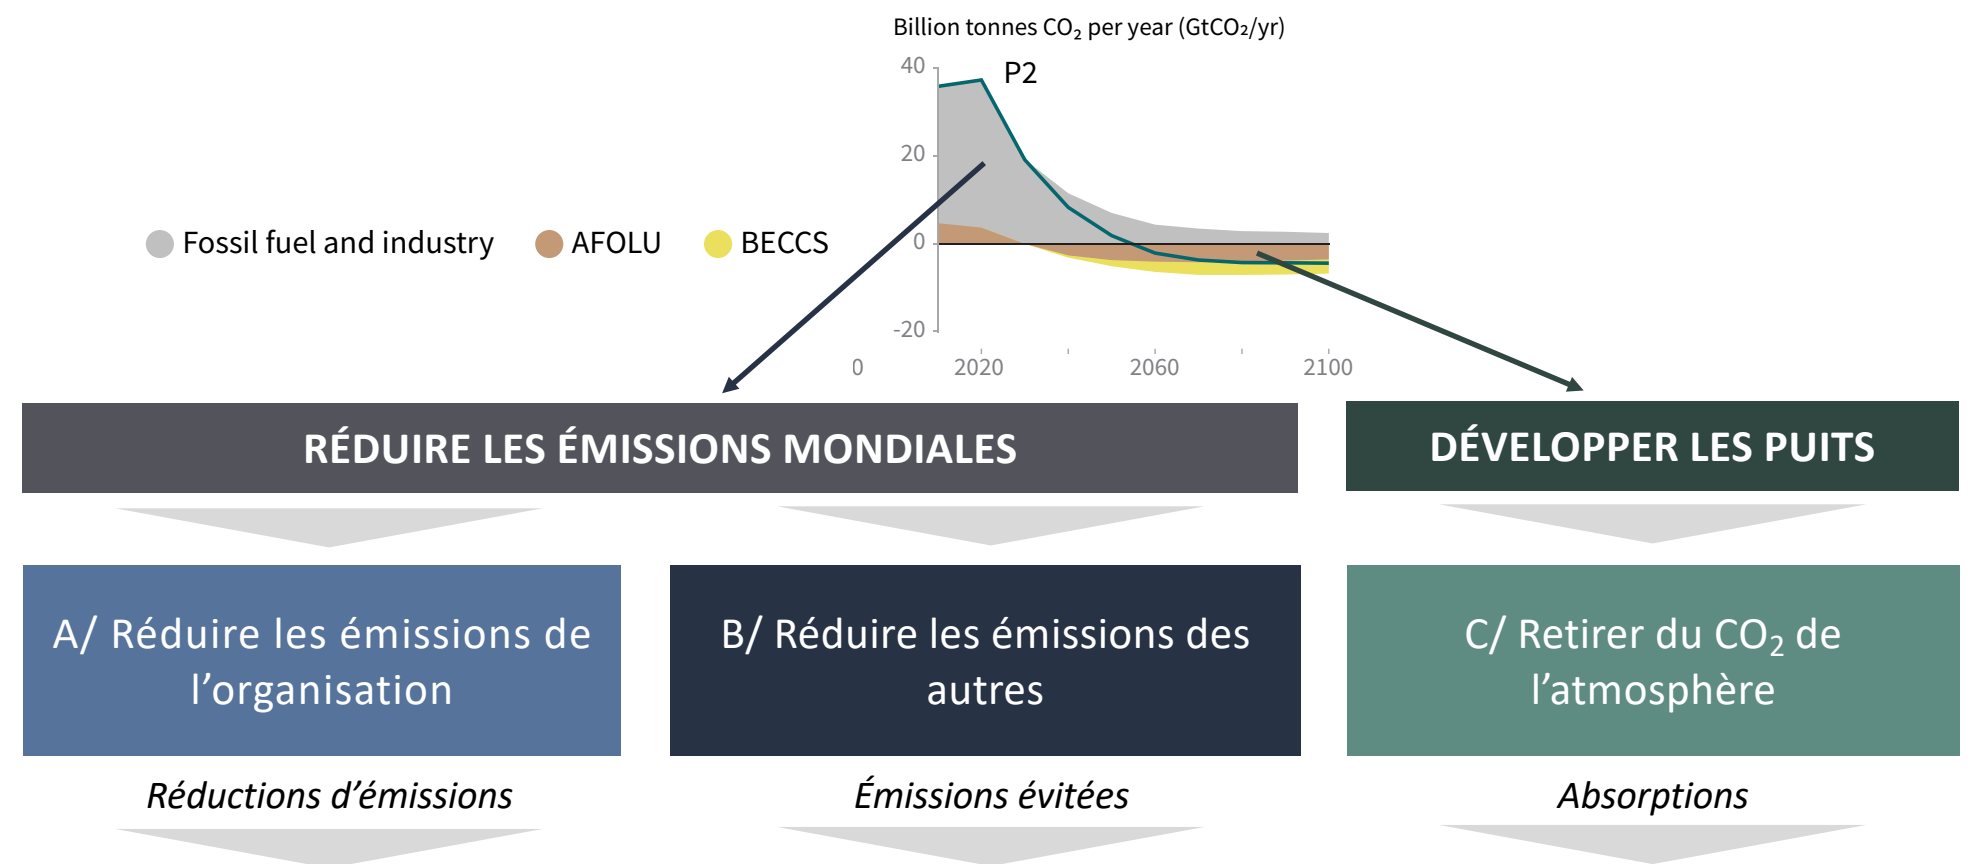 Billion tonnes CO₂ per year (GtCO₂/yr)
40
P2
20
Fossil fuel and industry
AFOLU
BECCS
0
-20
0
2020
2060
2100
RÉDUIRE LES ÉMISSIONS MONDIALES
DÉVELOPPER LES PUITS
A/ Réduire les émissions de
l’organisation
B/ Réduire les émissions des
autres
C/ Retirer du CO₂ de
l’atmosphère
Réductions d’émissions
Émissions évitées
Absorptions